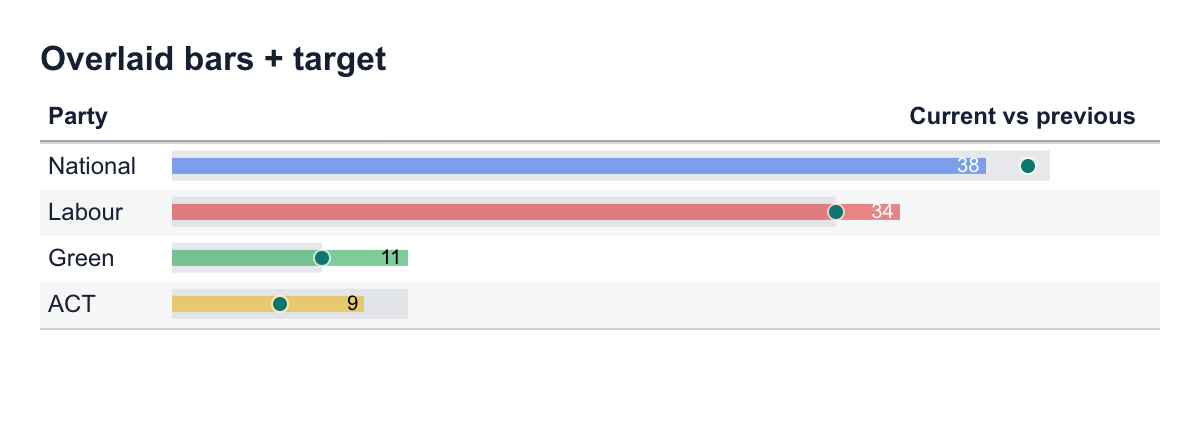 Overlaid bars + target
Party Current vs previous
National 38
Labour 34
Green 11
ACT 9